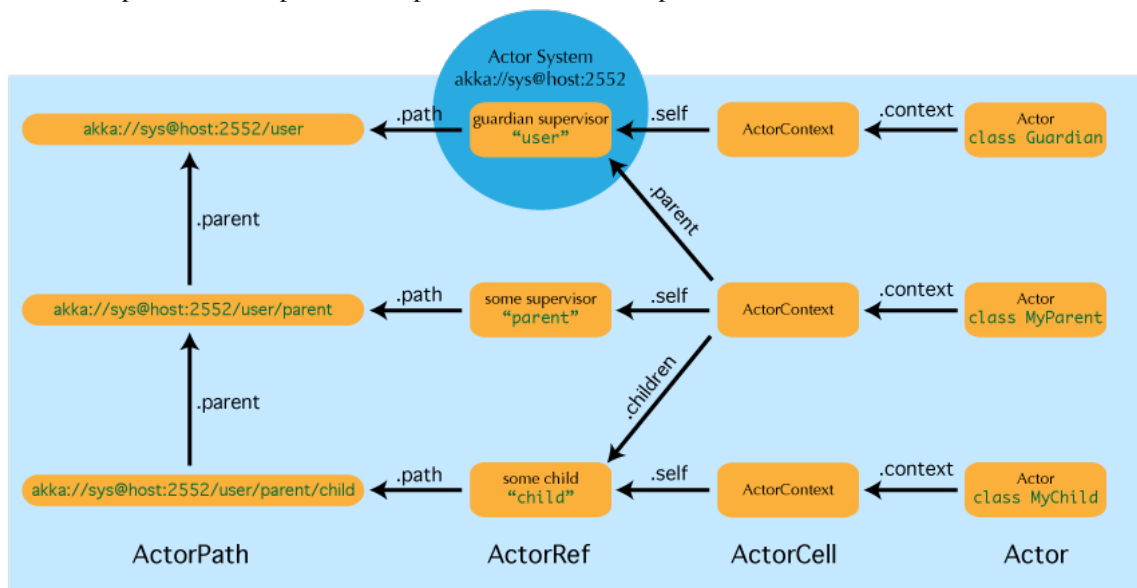 Actor System
akka://sys@host:2552
akka://sys@host:2552/user
.path
guardian supervisor
“user”
.self
ActorContext
.context
Actor
class Guardian
.parent
.parent
akka://sys@host:2552/user/parent
.path
some supervisor
“parent”
.self
ActorContext
.context
Actor
class MyParent
.parent
.children
akka://sys@host:2552/user/parent/child
.path
some child
“child”
.self
ActorContext
.context
Actor
class MyChild
ActorPath
ActorRef
ActorCell
Actor